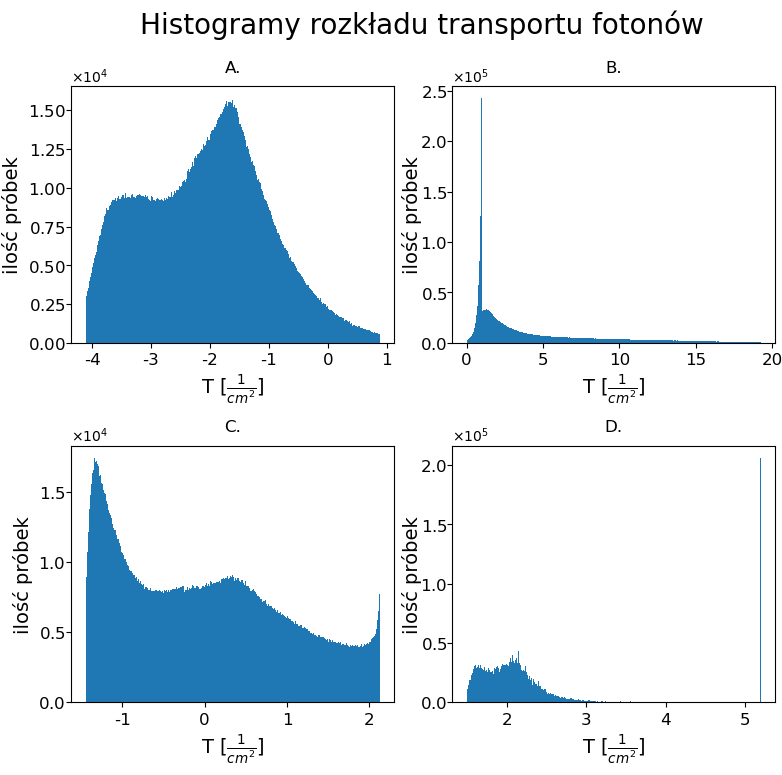 Histogramy rozkładu transportu fotonów
A.
×10⁴
ilość próbek
1.50
1.25
1.00
0.75
0.50
0.25
0.00
-4 -3 -2 -1 0 1
T [1/cm²]
B.
×10⁵
ilość próbek
2.5
2.0
1.5
1.0
0.5
0.0
0 5 10 15 20
T [1/cm²]
C.
×10⁴
ilość próbek
1.5
1.0
0.5
0.0
-1 0 1 2
T [1/cm²]
D.
×10⁵
ilość próbek
2.0
1.5
1.0
0.5
0.0
2 3 4 5
T [1/cm²]